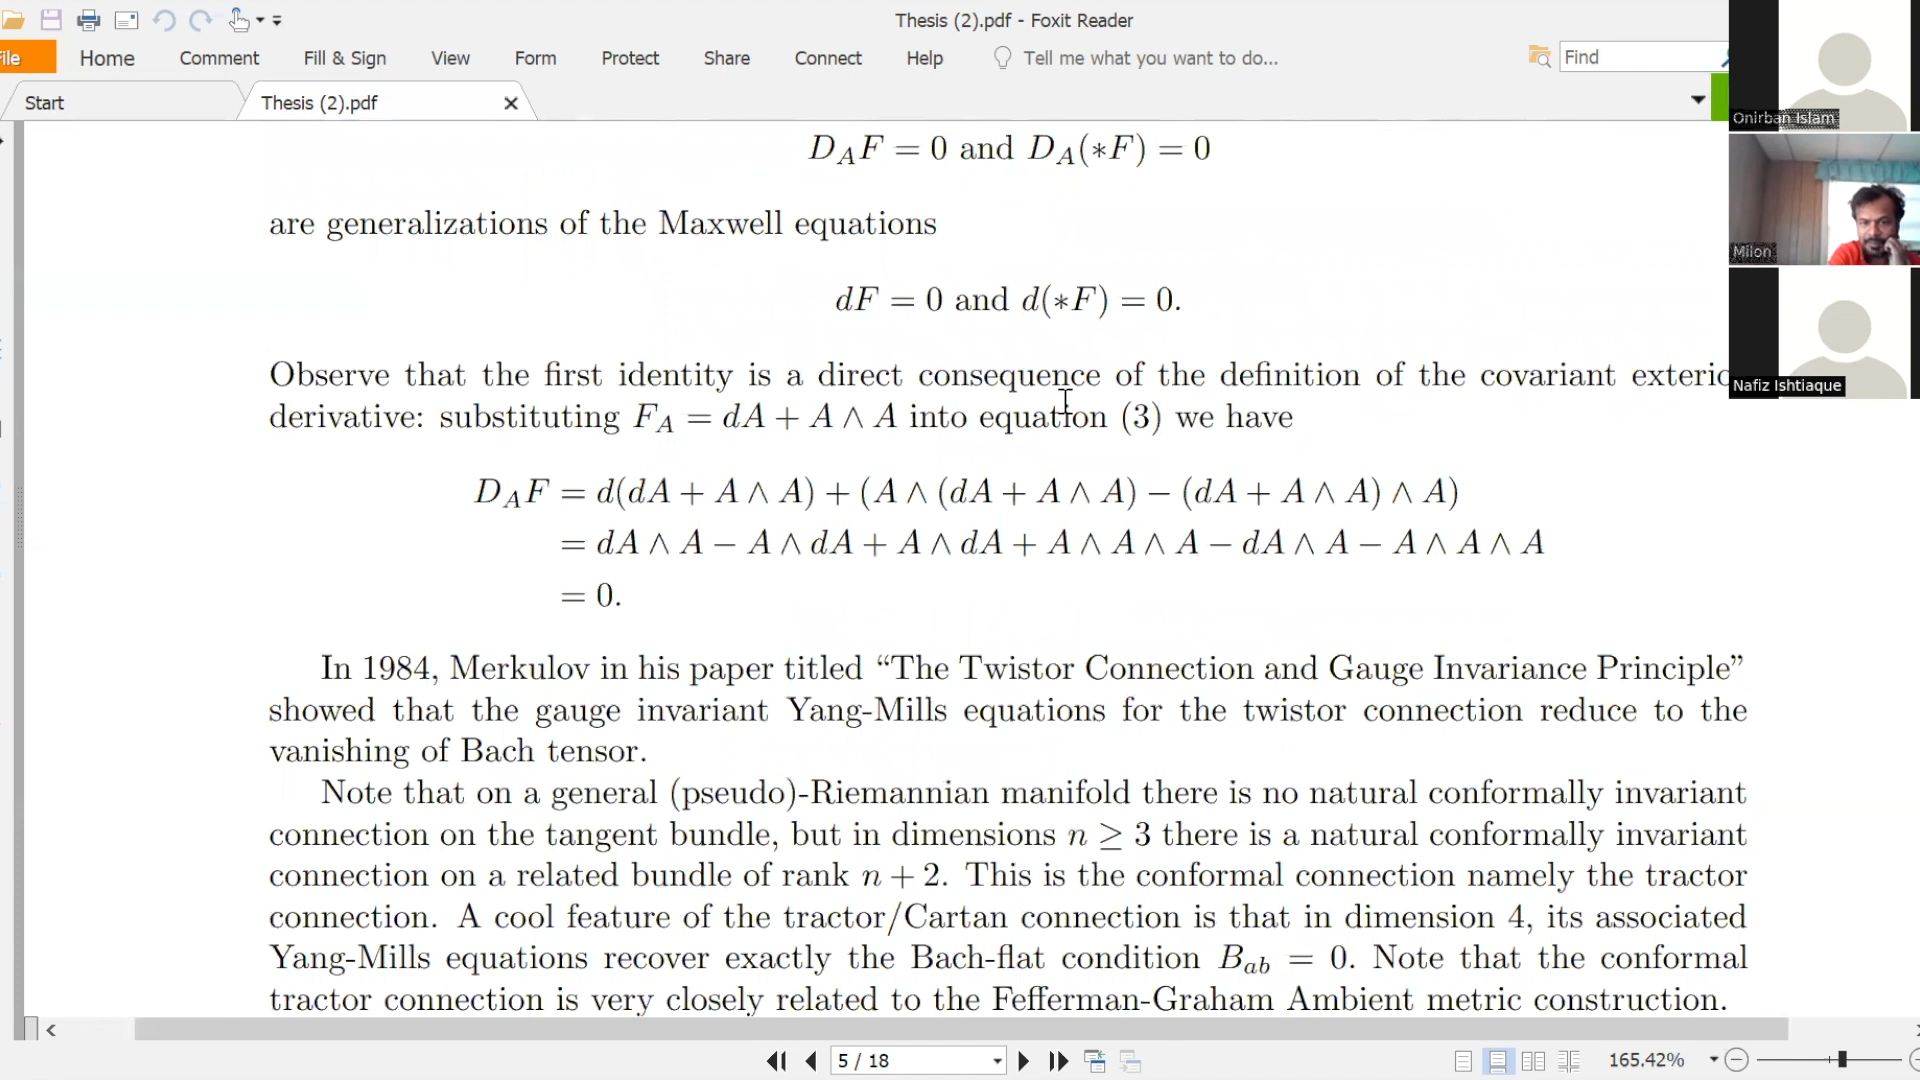 Thesis (2).pdf - Foxit Reader
ile
Home
Comment
Fill & Sign
View
Form
Protect
Share
Connect
Help
Tell me what you want to do...
Find
Start
Thesis (2).pdf
Onirban Islam
Milon
Nafiz Ishtiaque
D_A F = 0 and D_A(∗F) = 0
are generalizations of the Maxwell equations
dF = 0 and d(∗F) = 0.
Observe that the first identity is a direct consequence of the definition of the covariant exterio
derivative: substituting F_A = dA + A ∧ A into equation (3) we have
D_A F = d(dA + A ∧ A) + (A ∧ (dA + A ∧ A) − (dA + A ∧ A) ∧ A)
= dA ∧ A − A ∧ dA + A ∧ dA + A ∧ A ∧ A − dA ∧ A − A ∧ A ∧ A
= 0.
In 1984, Merkulov in his paper titled “The Twistor Connection and Gauge Invariance Principle”
showed that the gauge invariant Yang-Mills equations for the twistor connection reduce to the
vanishing of Bach tensor.
Note that on a general (pseudo)-Riemannian manifold there is no natural conformally invariant
connection on the tangent bundle, but in dimensions n ≥ 3 there is a natural conformally invariant
connection on a related bundle of rank n + 2. This is the conformal connection namely the tractor
connection. A cool feature of the tractor/Cartan connection is that in dimension 4, its associated
Yang-Mills equations recover exactly the Bach-flat condition B_ab = 0. Note that the conformal
tractor connection is very closely related to the Fefferman-Graham Ambient metric construction.
5 / 18
165.42%